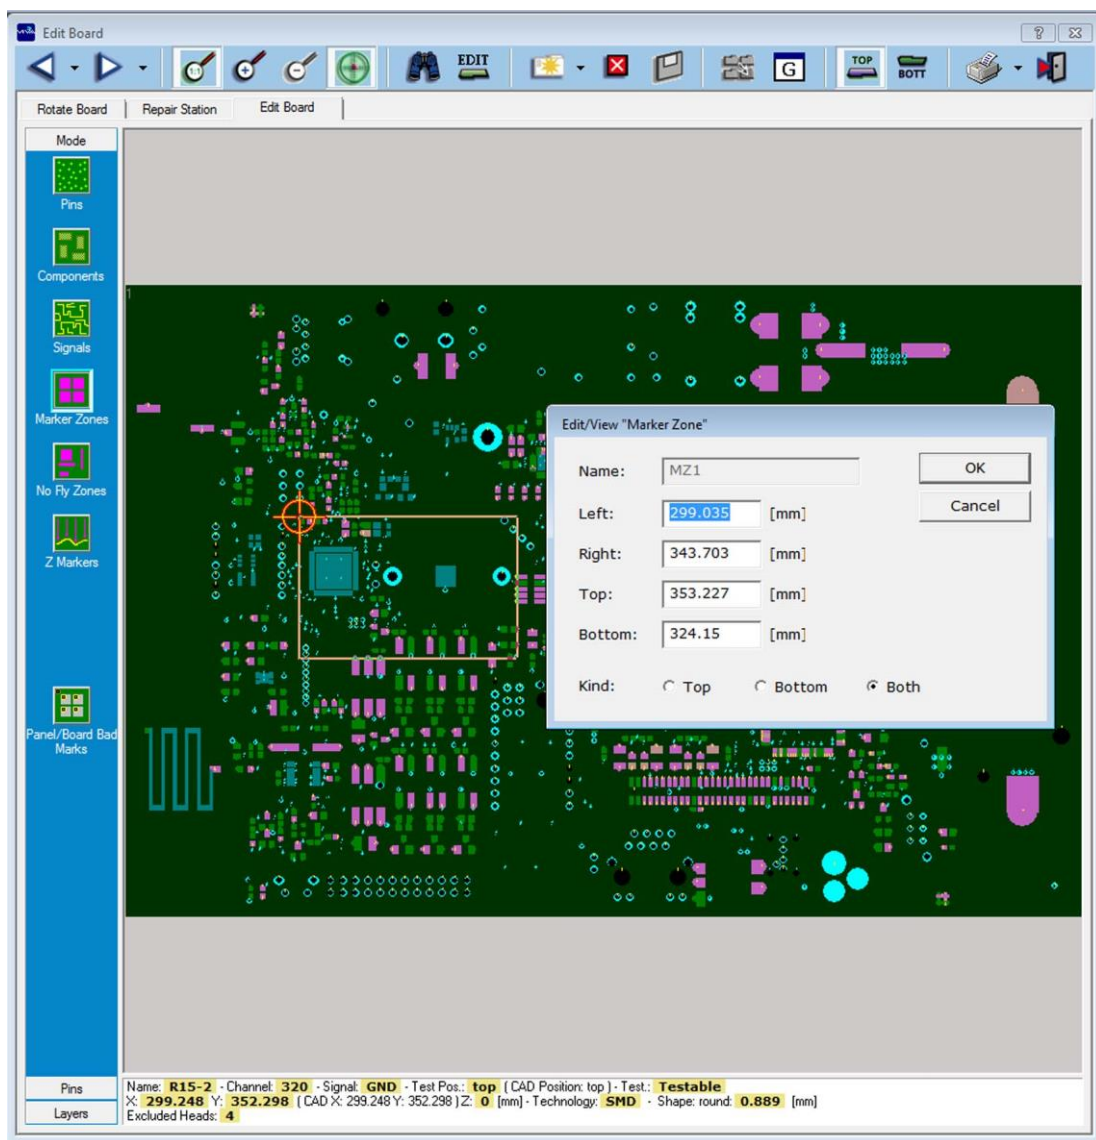 Edit Board
EDIT
G
TOP
BOTT
Rotate Board
Repair Station
Edit Board
Mode
Pins
Components
Signals
Marker Zones
No Fly Zones
Z Markers
Panel/Board Bad
Marks
Pins
Layers
1
Edit/View "Marker Zone"
Name: MZ1
OK
Left: 299.035 [mm]
Cancel
Right: 343.703 [mm]
Top: 353.227 [mm]
Bottom: 324.15 [mm]
Kind: Top Bottom Both
Name: R15-2 - Channel: 320 - Signal: GND - Test Pos.: top ( CAD Position: top ) - Test.: Testable
X: 299.248 Y: 352.298 ( CAD X: 299.248 Y: 352.298 ) Z: 0 [mm] - Technology: SMD - Shape: round: 0.889 [mm]
Excluded Heads: 4